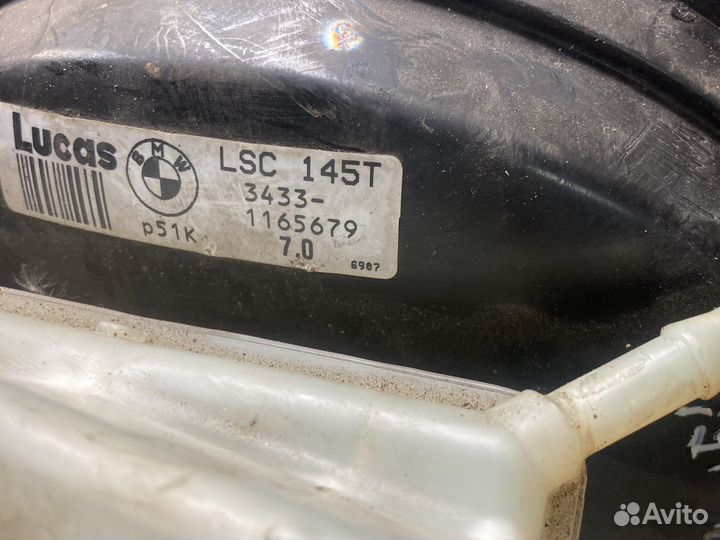 Lucas
BMW
LSC 145T
3433-
1165679
p51K
7.0
6907
Avito